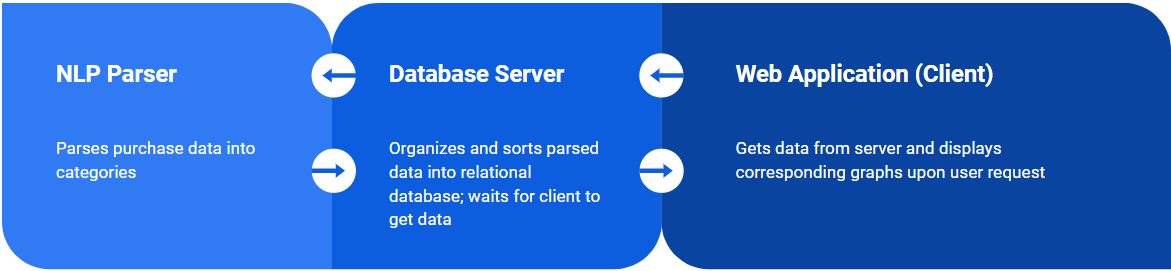 NLP Parser
Parses purchase data into
categories
Database Server
Organizes and sorts parsed
data into relational
database; waits for client to
get data
Web Application (Client)
Gets data from server and displays
corresponding graphs upon user request